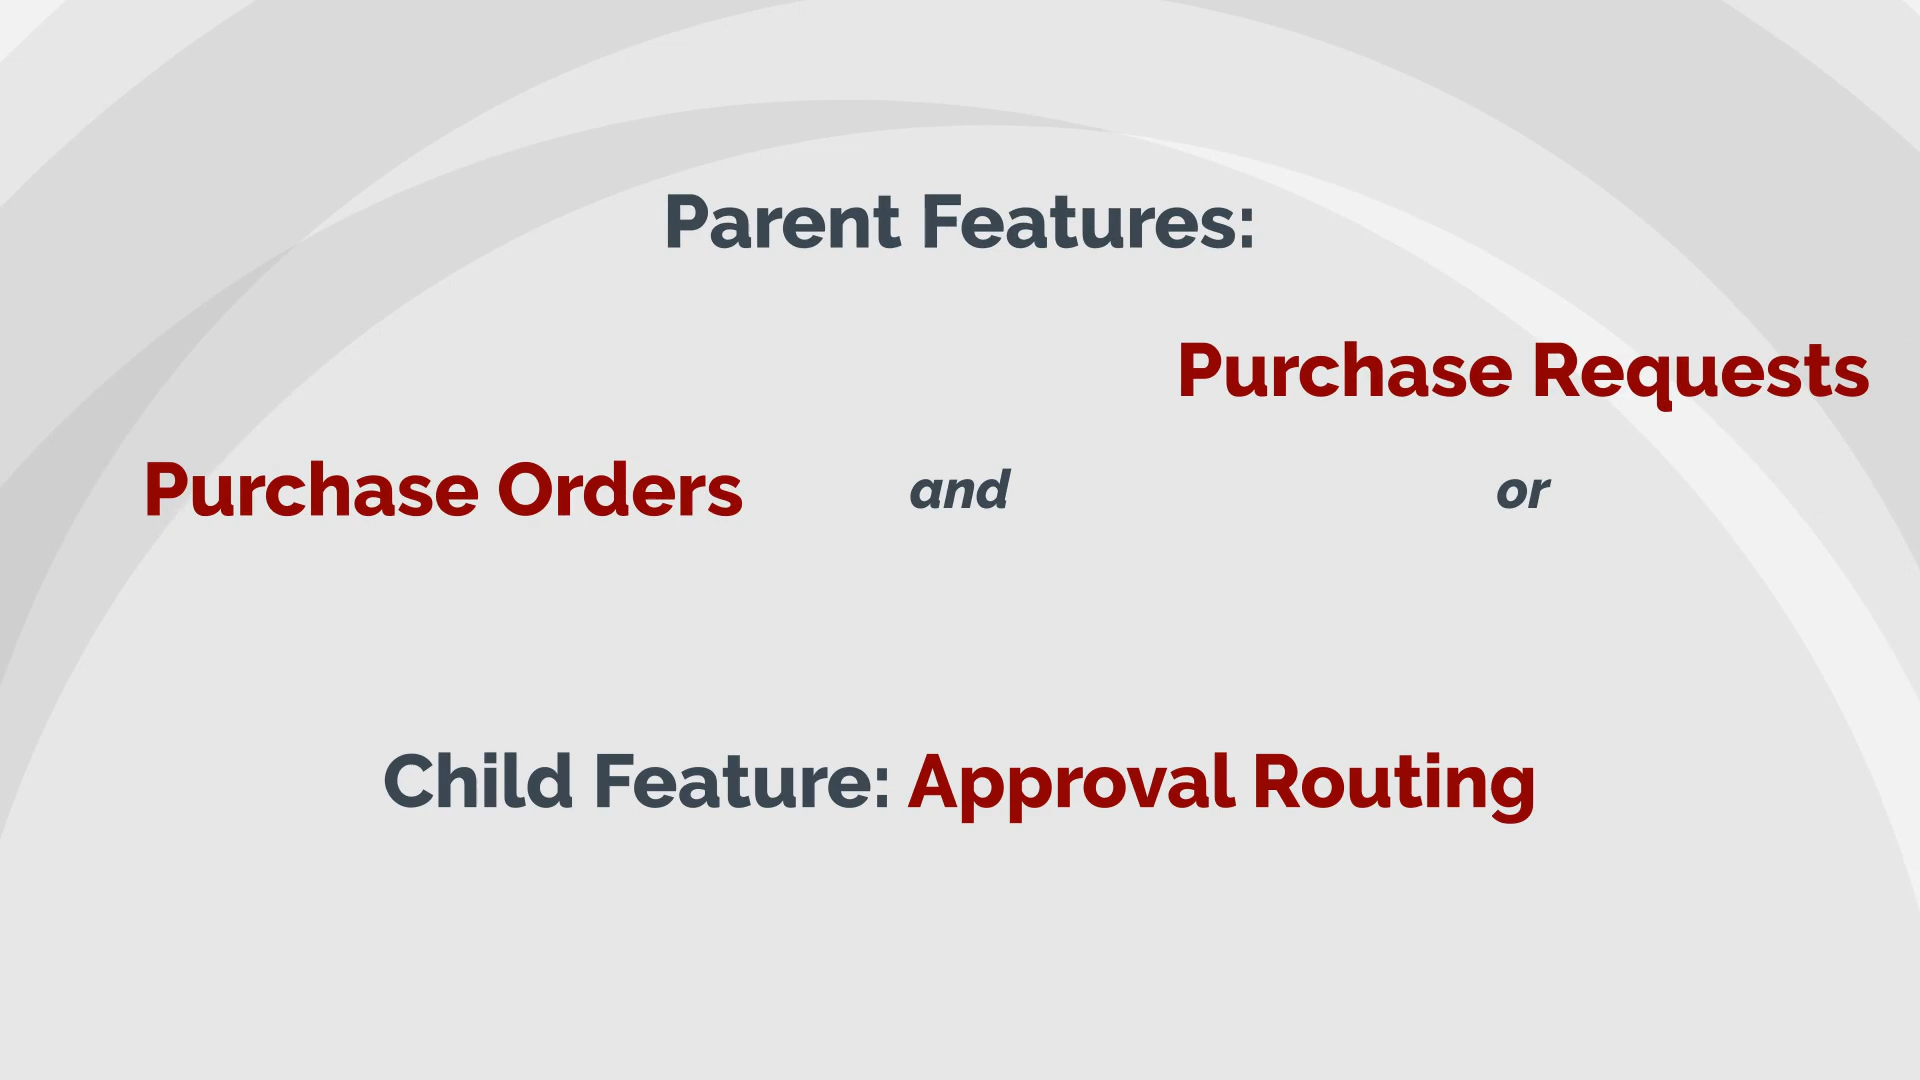 Parent Features:
Purchase Requests
Purchase Orders and or
Child Feature: Approval Routing